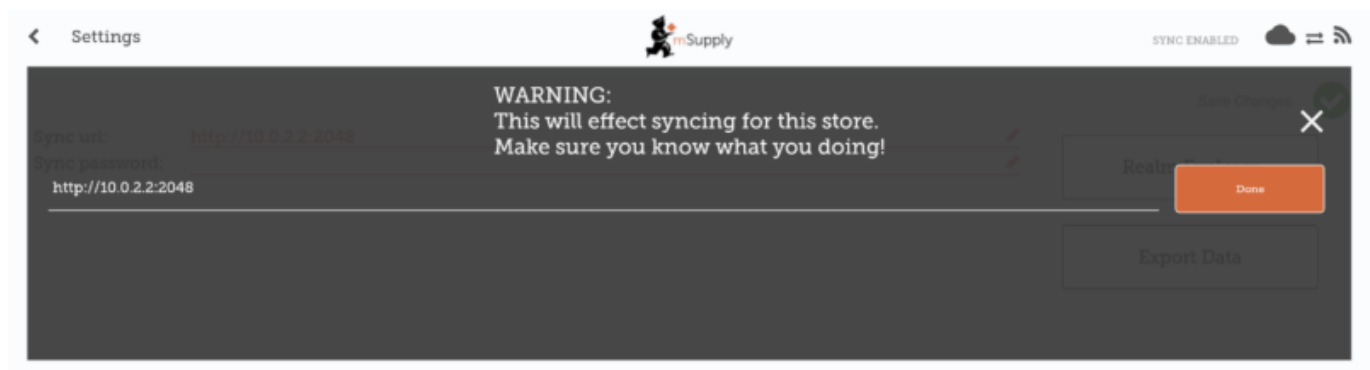 Settings
mSupply
SYNC ENABLED
WARNING:
This will effect syncing for this store.
Make sure you know what you doing!
Save Changes
Sync url: http://10.0.2.2:2048
Sync password:
http://10.0.2.2:2048
Done
Export Data